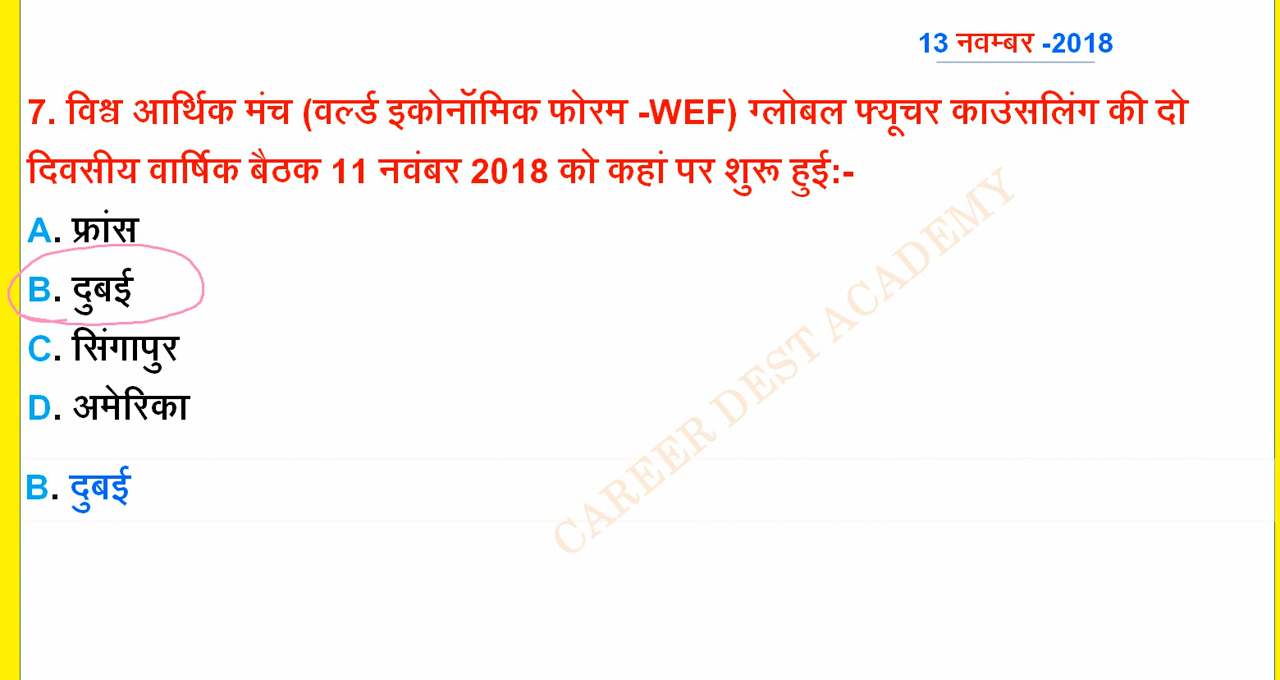 13 नवम्बर -2018
7. विश्व आर्थिक मंच (वर्ल्ड इकोनॉमिक फोरम -WEF) ग्लोबल फ्यूचर काउंसलिंग की दो
दिवसीय वार्षिक बैठक 11 नवंबर 2018 को कहां पर शुरू हुई:-
A. फ्रांस
B. दुबई
C. सिंगापुर
D. अमेरिका
B. दुबई
CAREER DEST ACADEMY